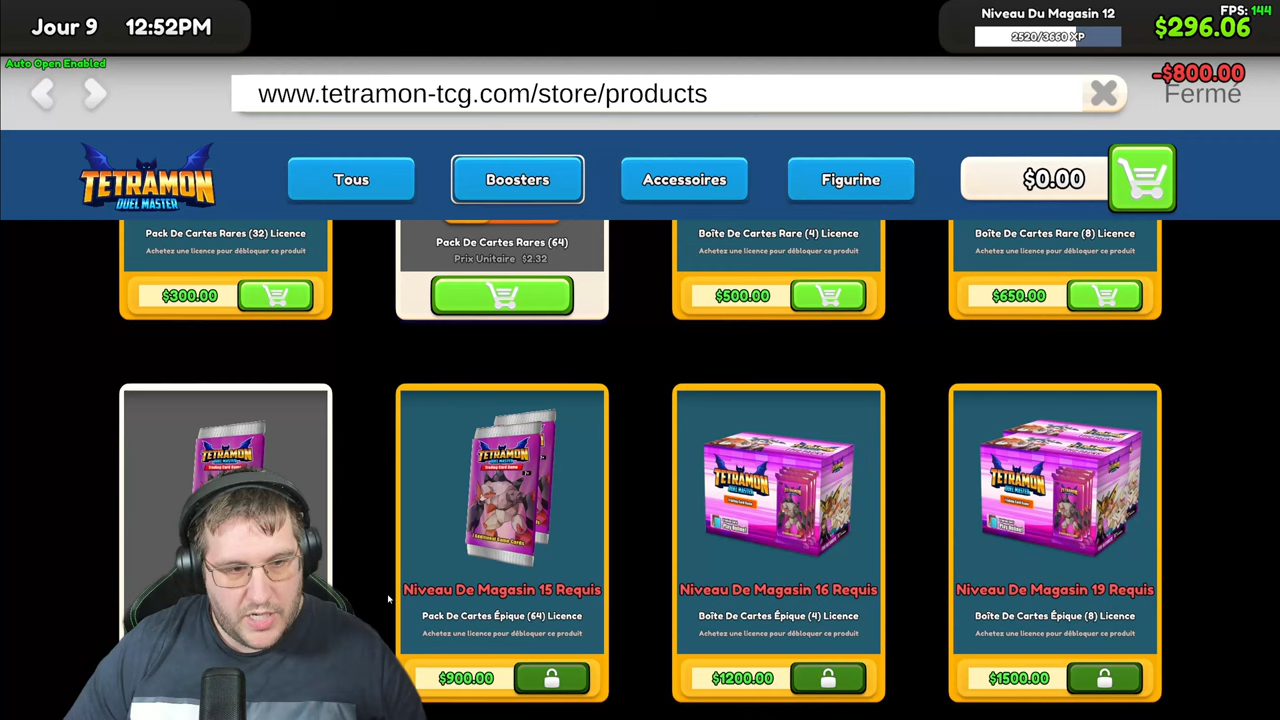 Jour 9 12:52PM
Niveau Du Magasin 12
2520/3660 XP
FPS: 144
$296.06
Auto Open Enabled
-$800.00
Fermé
www.tetramon-tcg.com/store/products
TETRAMON
DUEL MASTER
Tous
Boosters
Accessoires
Figurine
$0.00
Pack De Cartes Rares (32) Licence
Achetez une licence pour débloquer ce produit
$300.00
Pack De Cartes Rares (64)
Prix Unitaire $2.32
Boîte De Cartes Rare (4) Licence
Achetez une licence pour débloquer ce produit
$500.00
Boîte De Cartes Rare (8) Licence
Achetez une licence pour débloquer ce produit
$650.00
TETRAMON
TETRAMON
Niveau De Magasin 15 Requis
Pack De Cartes Épique (64) Licence
Achetez une licence pour débloquer ce produit
$900.00
TETRAMON
Niveau De Magasin 16 Requis
Boîte De Cartes Épique (4) Licence
Achetez une licence pour débloquer ce produit
$1200.00
TETRAMON
Niveau De Magasin 19 Requis
Boîte De Cartes Épique (8) Licence
Achetez une licence pour débloquer ce produit
$1500.00